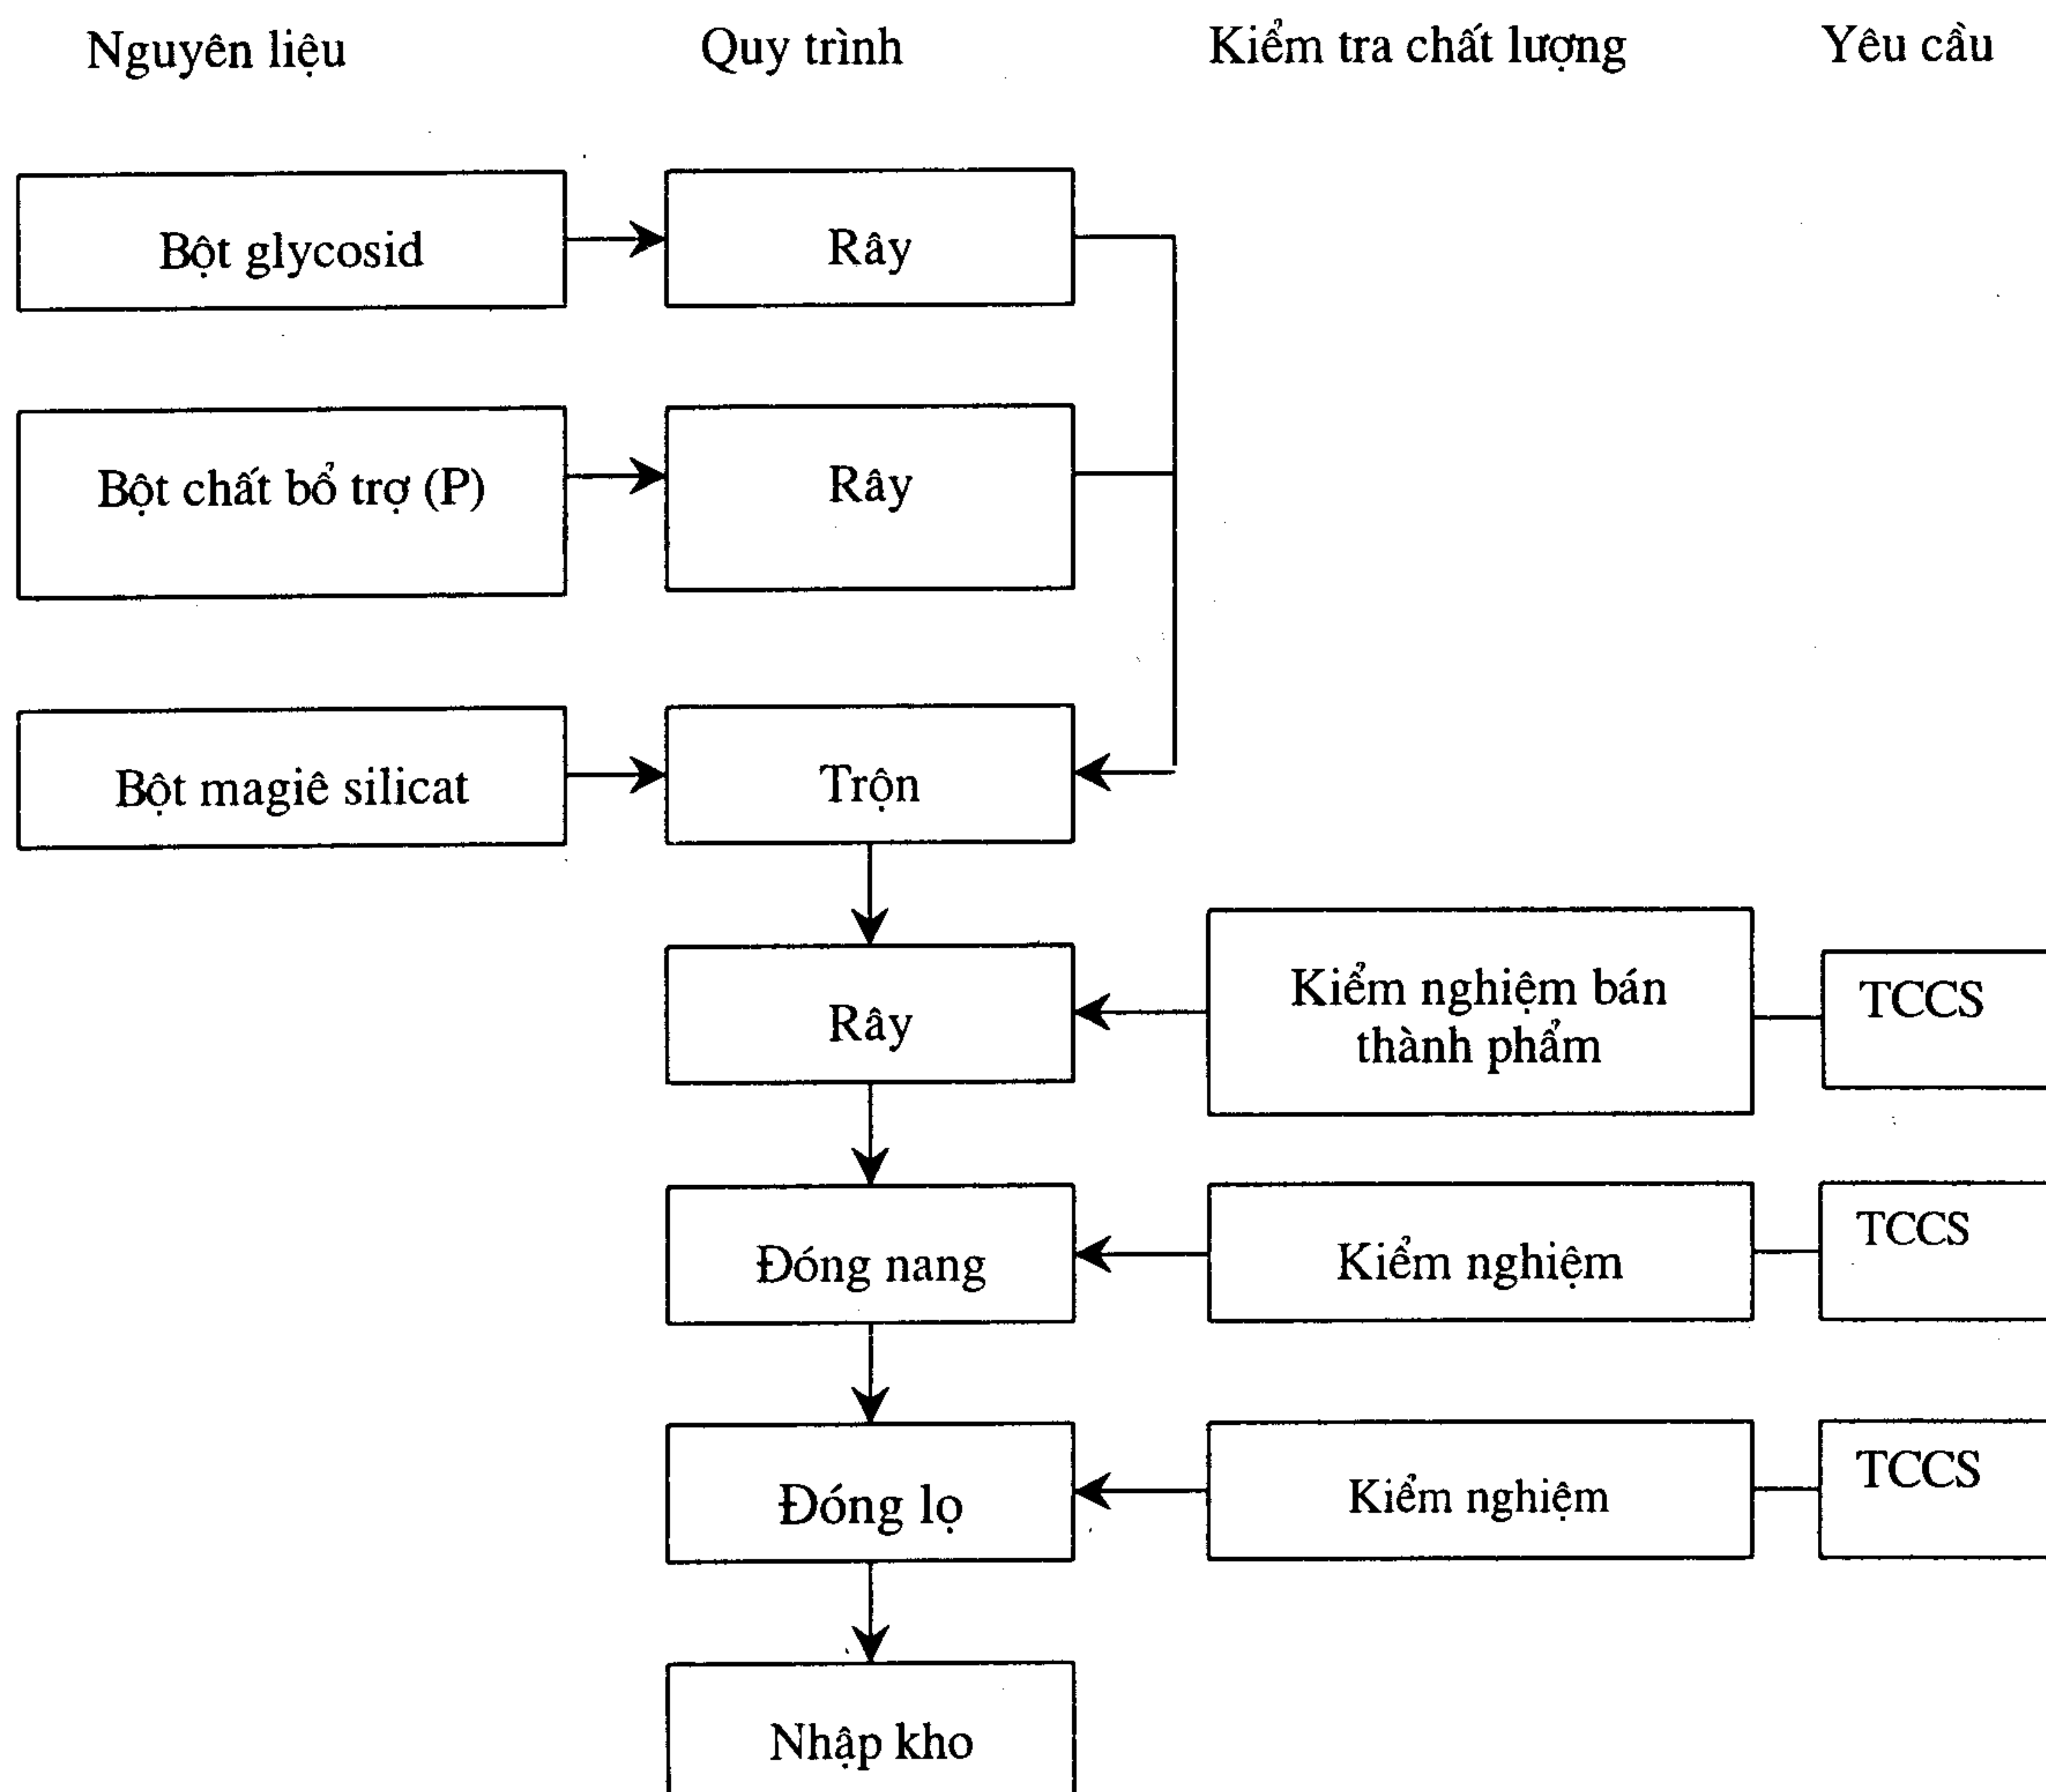 Nguyên liệu
Quy trình
Kiểm tra chất lượng
Yêu cầu
Bột glycosid
Rây
Bột chất bổ trợ (P)
Rây
Bột magiê silicat
Trộn
Rây
Kiểm nghiệm bán
thành phẩm
TCCS
Đóng nang
Kiểm nghiệm
TCCS
Đóng lọ
Kiểm nghiệm
TCCS
Nhập kho